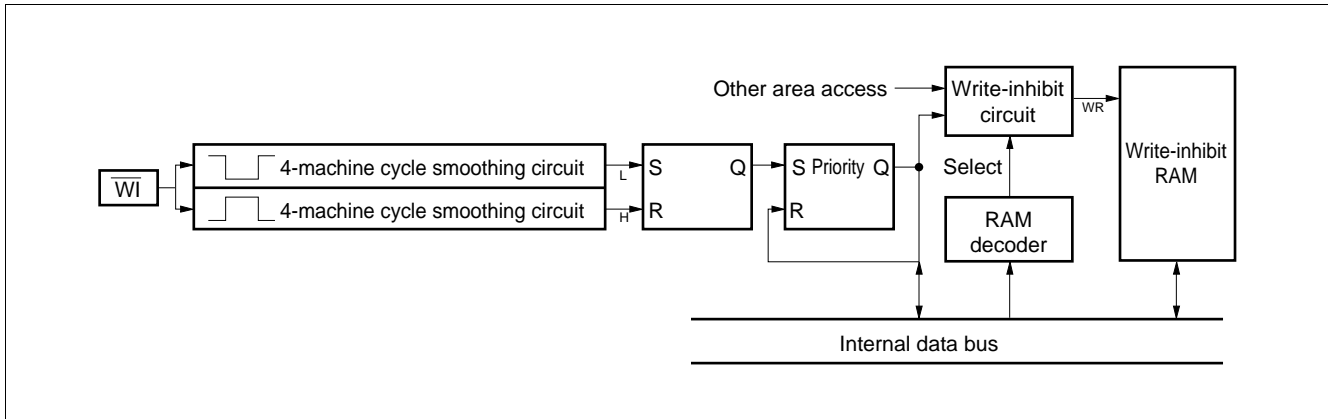 Other area access
Write-inhibit
circuit
WR
Write-inhibit
RAM
4-machine cycle smoothing circuit
L
S
Q
S
Priority
Q
Select
W̅I̅
4-machine cycle smoothing circuit
H
R
R
RAM
decoder
Internal data bus